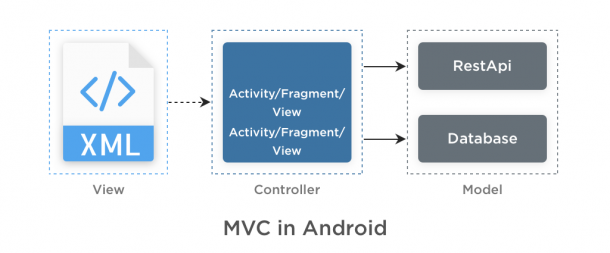 </>
XML
Activity/Fragment/
View
Activity/Fragment/
View
RestApi
Database
View
Controller
Model
MVC in Android